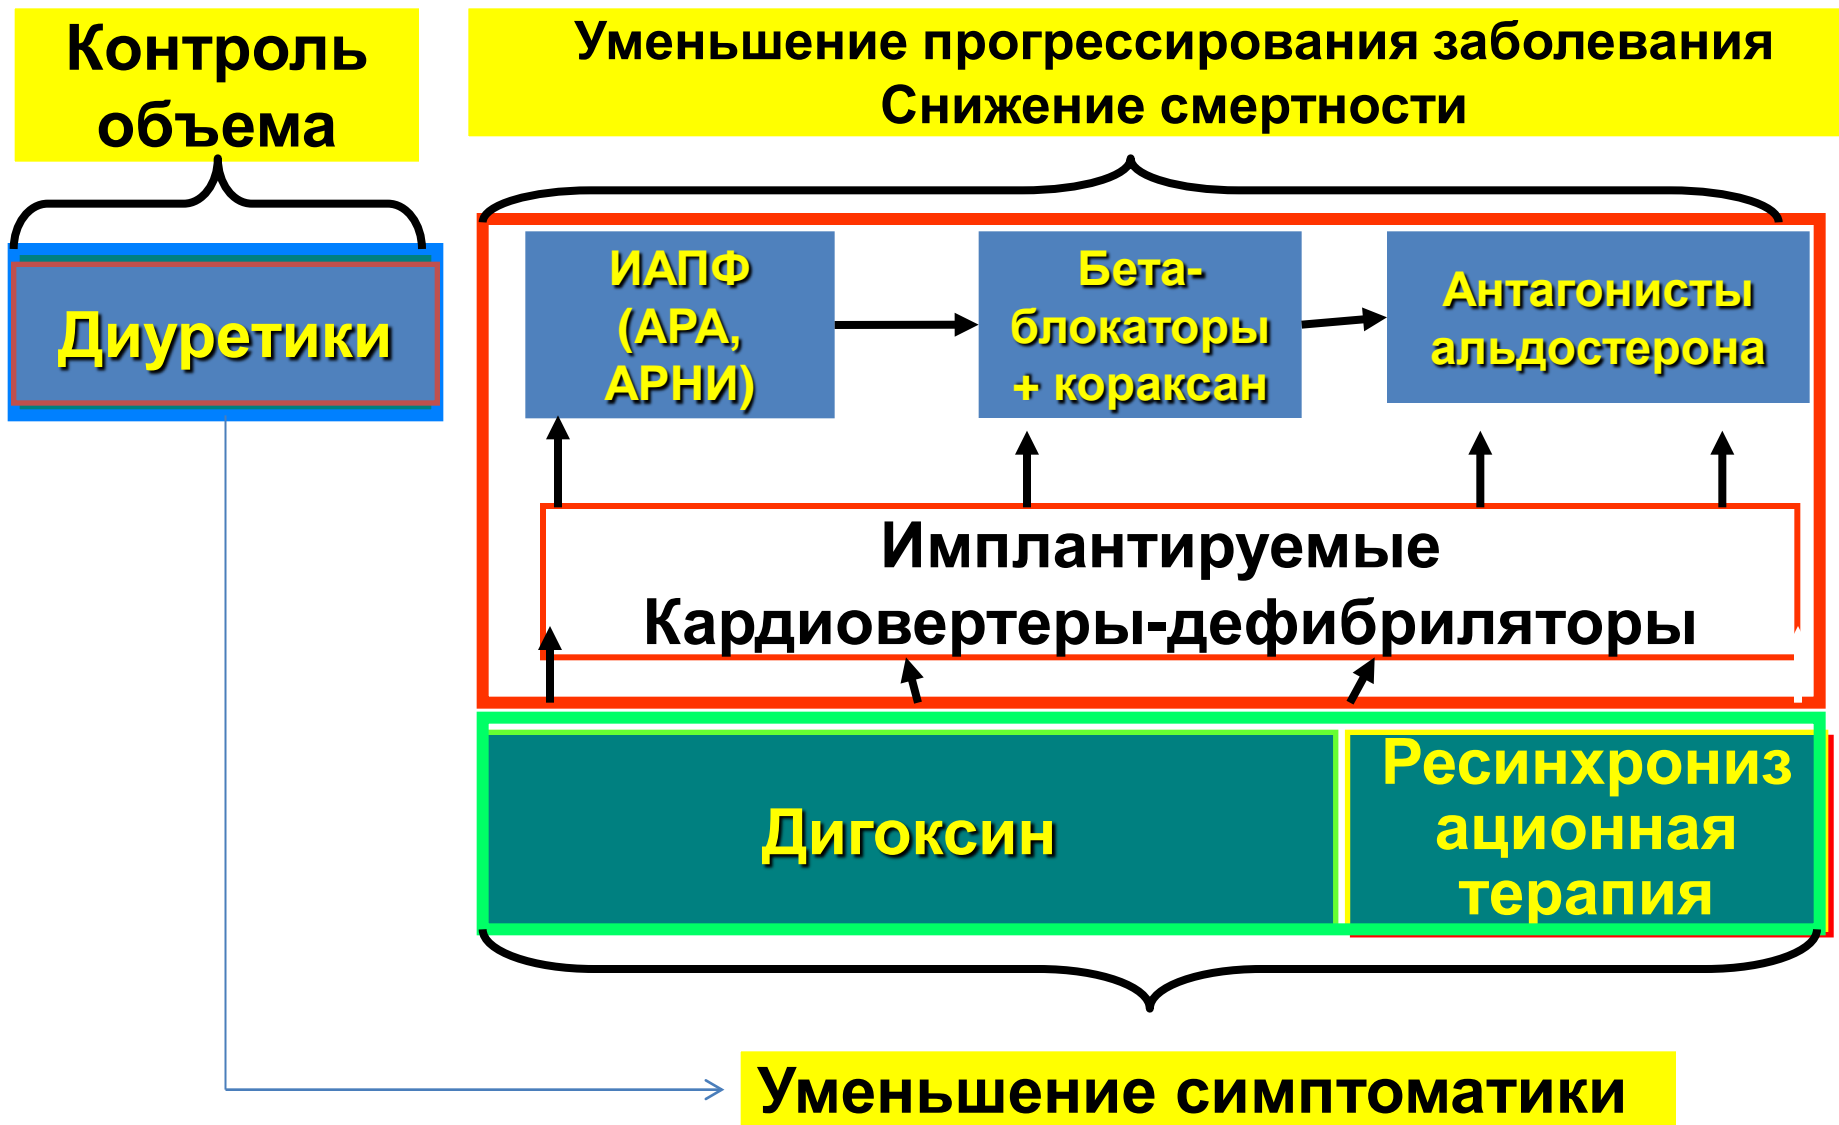 Контроль
объема
Уменьшение прогрессирования заболевания
Снижение смертности
Диуретики
ИАПФ
(АРА,
АРНИ)
Бета-
блокаторы
+ кораксан
Антагонисты
альдостерона
Имплантируемые
Кардиовертеры-дефибриляторы
Дигоксин
Ресинхрониз
ационная
терапия
Уменьшение симптоматики